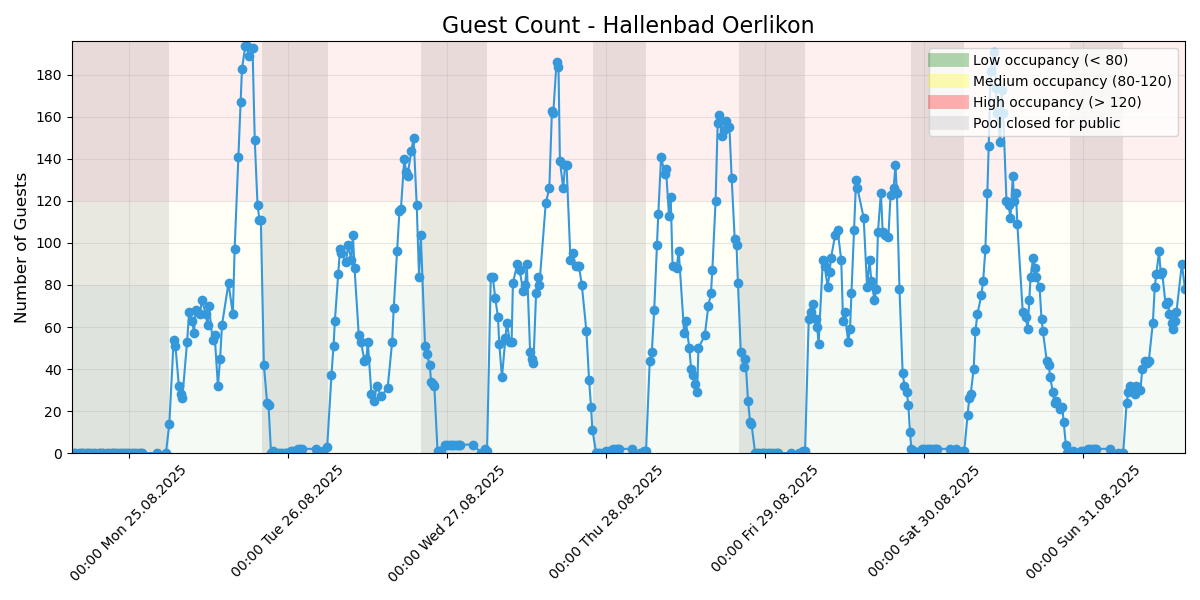 Guest Count - Hallenbad Oerlikon
Number of Guests
180
160
140
120
100
80
60
40
20
0
Low occupancy (< 80)
Medium occupancy (80-120)
High occupancy (> 120)
Pool closed for public
00:00 Mon 25.08.2025
00:00 Tue 26.08.2025
00:00 Wed 27.08.2025
00:00 Thu 28.08.2025
00:00 Fri 29.08.2025
00:00 Sat 30.08.2025
00:00 Sun 31.08.2025